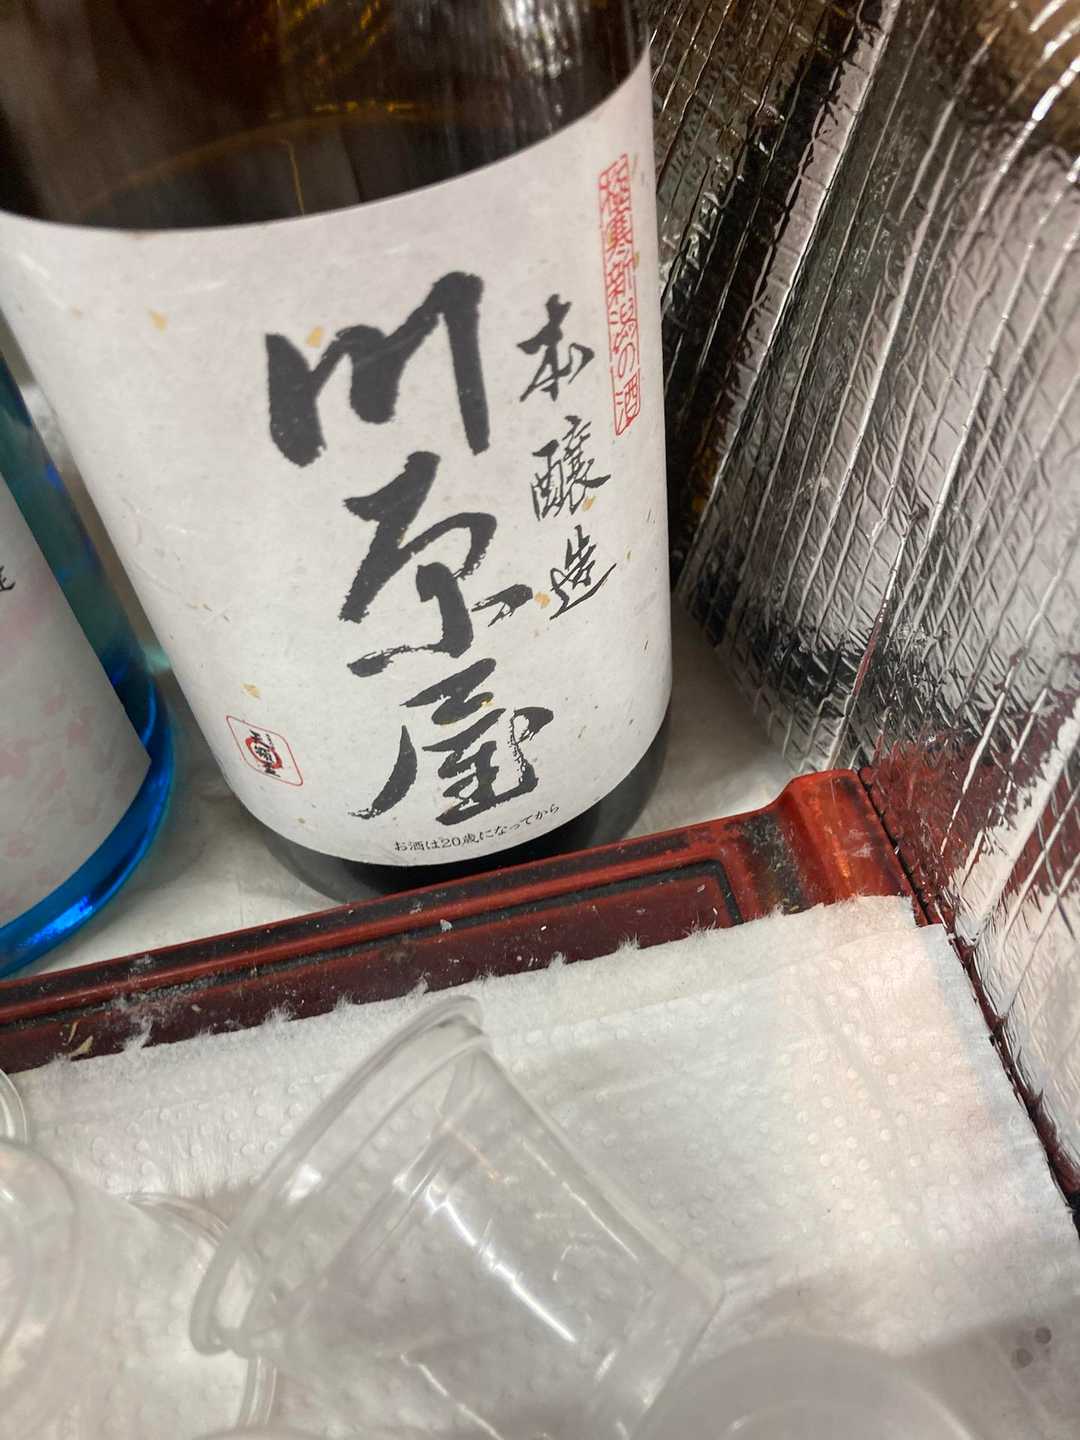 極寒新潟の酒
本醸造
川原屋
お酒は20歳になってから